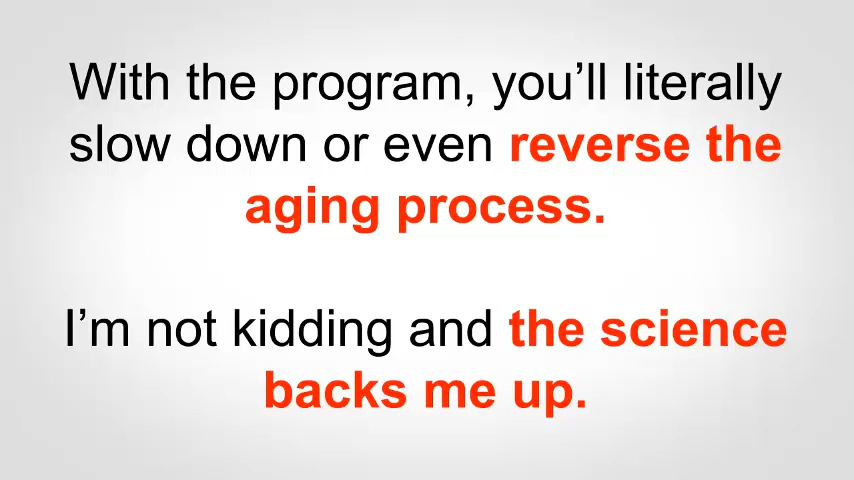 With the program, you’ll literally
slow down or even reverse the
aging process.
I’m not kidding and the science
backs me up.